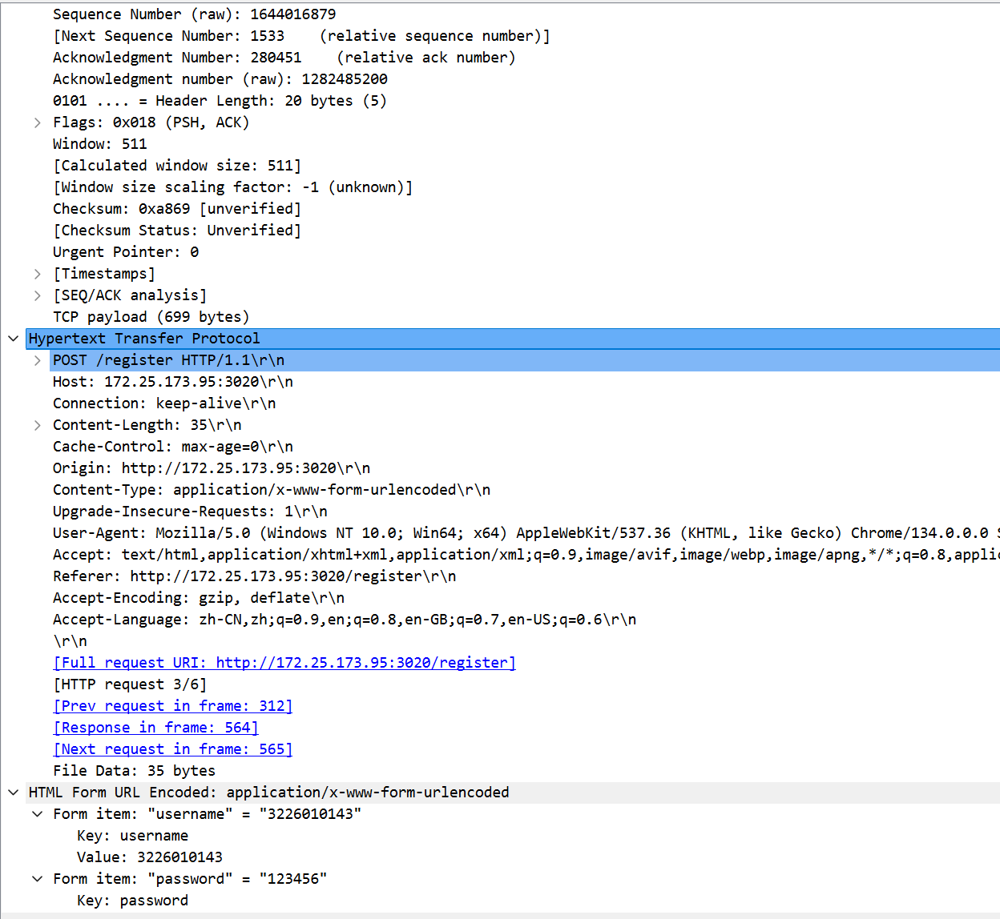 Sequence Number (raw): 1644016879
[Next Sequence Number: 1533    (relative sequence number)]
Acknowledgment Number: 280451    (relative ack number)
Acknowledgment number (raw): 1282485200
0101 .... = Header Length: 20 bytes (5)
Flags: 0x018 (PSH, ACK)
Window: 511
[Calculated window size: 511]
[Window size scaling factor: -1 (unknown)]
Checksum: 0xa869 [unverified]
[Checksum Status: Unverified]
Urgent Pointer: 0
[Timestamps]
[SEQ/ACK analysis]
TCP payload (699 bytes)
Hypertext Transfer Protocol
POST /register HTTP/1.1\r\n
Host: 172.25.173.95:3020\r\n
Connection: keep-alive\r\n
Content-Length: 35\r\n
Cache-Control: max-age=0\r\n
Origin: http://172.25.173.95:3020\r\n
Content-Type: application/x-www-form-urlencoded\r\n
Upgrade-Insecure-Requests: 1\r\n
User-Agent: Mozilla/5.0 (Windows NT 10.0; Win64; x64) AppleWebKit/537.36 (KHTML, like Gecko) Chrome/134.0.0.0 S
Accept: text/html,application/xhtml+xml,application/xml;q=0.9,image/avif,image/webp,image/apng,*/*;q=0.8,applic
Referer: http://172.25.173.95:3020/register\r\n
Accept-Encoding: gzip, deflate\r\n
Accept-Language: zh-CN,zh;q=0.9,en;q=0.8,en-GB;q=0.7,en-US;q=0.6\r\n
\r\n
[Full request URI: http://172.25.173.95:3020/register]
[HTTP request 3/6]
[Prev request in frame: 312]
[Response in frame: 564]
[Next request in frame: 565]
File Data: 35 bytes
HTML Form URL Encoded: application/x-www-form-urlencoded
Form item: "username" = "3226010143"
Key: username
Value: 3226010143
Form item: "password" = "123456"
Key: password